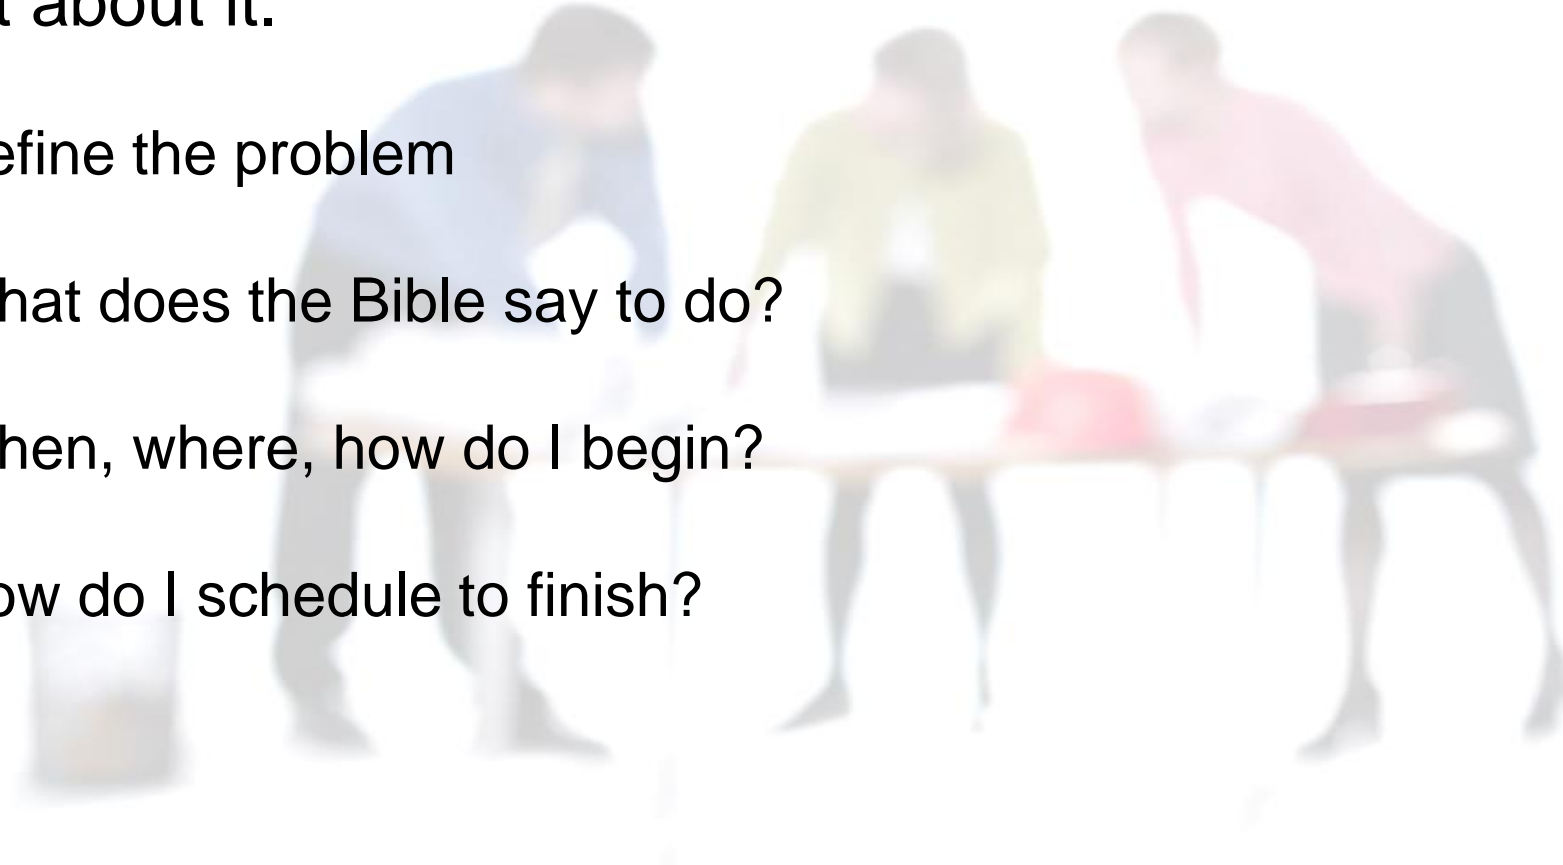 t about it.
efine the problem
hat does the Bible say to do?
hen, where, how do I begin?
ow do I schedule to finish?